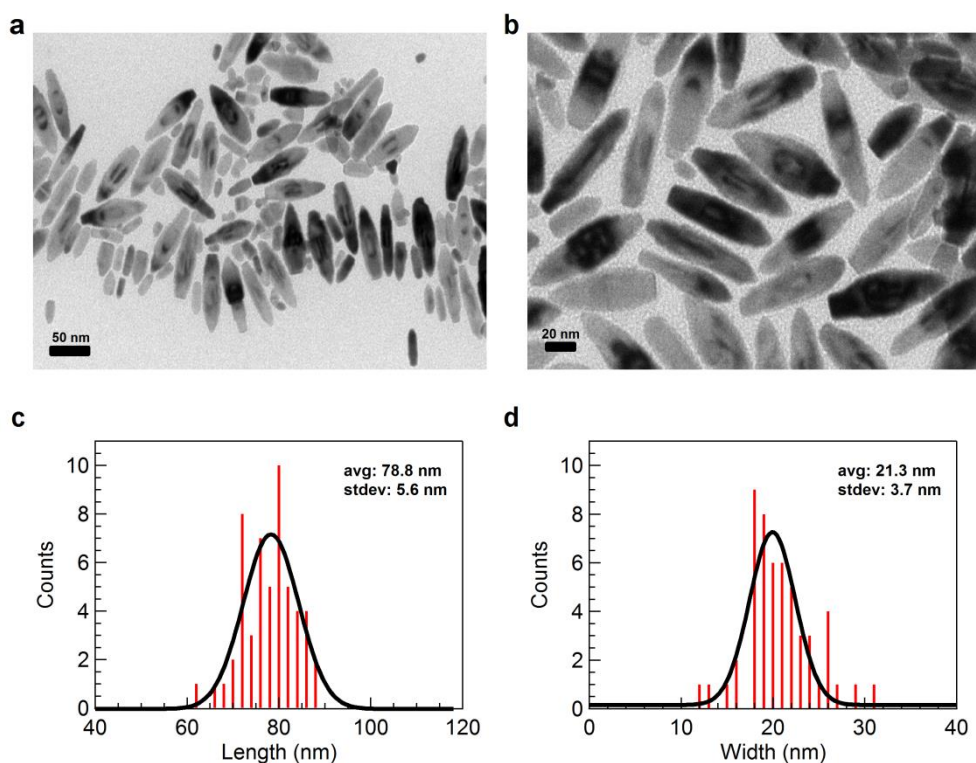 a
b
50 nm
20 nm
c
d
10
8
6
4
2
0
Counts
avg: 78.8 nm
stdev: 5.6 nm
40
60
80
100
120
Length (nm)
10
8
6
4
2
0
Counts
avg: 21.3 nm
stdev: 3.7 nm
0
10
20
30
40
Width (nm)